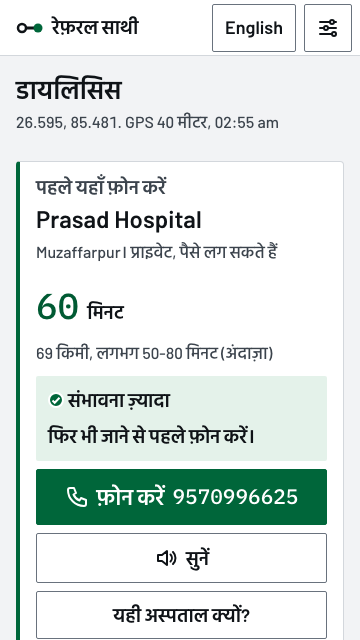 रेफ़रल साथी
English
डायलिसिस
26.595, 85.481. GPS 40 मीटर, 02:55 am
पहले यहाँ फ़ोन करें
Prasad Hospital
Muzaffarpur। प्राइवेट, पैसे लग सकते हैं
60 मिनट
69 किमी, लगभग 50-80 मिनट (अंदाज़ा)
संभावना ज़्यादा
फिर भी जाने से पहले फ़ोन करें।
फ़ोन करें 9570996625
सुनें
यही अस्पताल क्यों?